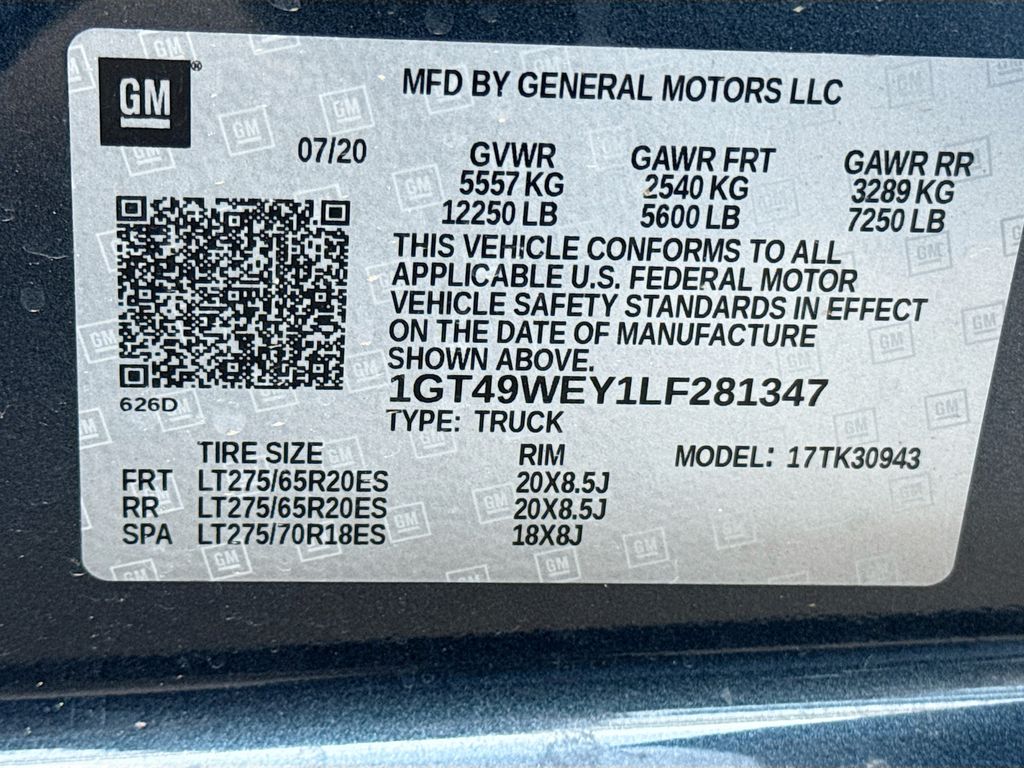 GM®
MFD BY GENERAL MOTORS LLC
07/20
GVWR GAWR FRT GAWR RR
5557 KG 2540 KG 3289 KG
12250 LB 5600 LB 7250 LB
THIS VEHICLE CONFORMS TO ALL
APPLICABLE U.S. FEDERAL MOTOR
VEHICLE SAFETY STANDARDS IN EFFECT
ON THE DATE OF MANUFACTURE
SHOWN ABOVE.
626D
1GT49WEY1LF281347
TYPE: TRUCK
TIRE SIZE RIM MODEL: 17TK30943
FRT LT275/65R20ES 20X8.5J
RR LT275/65R20ES 20X8.5J
SPA LT275/70R18ES 18X8J